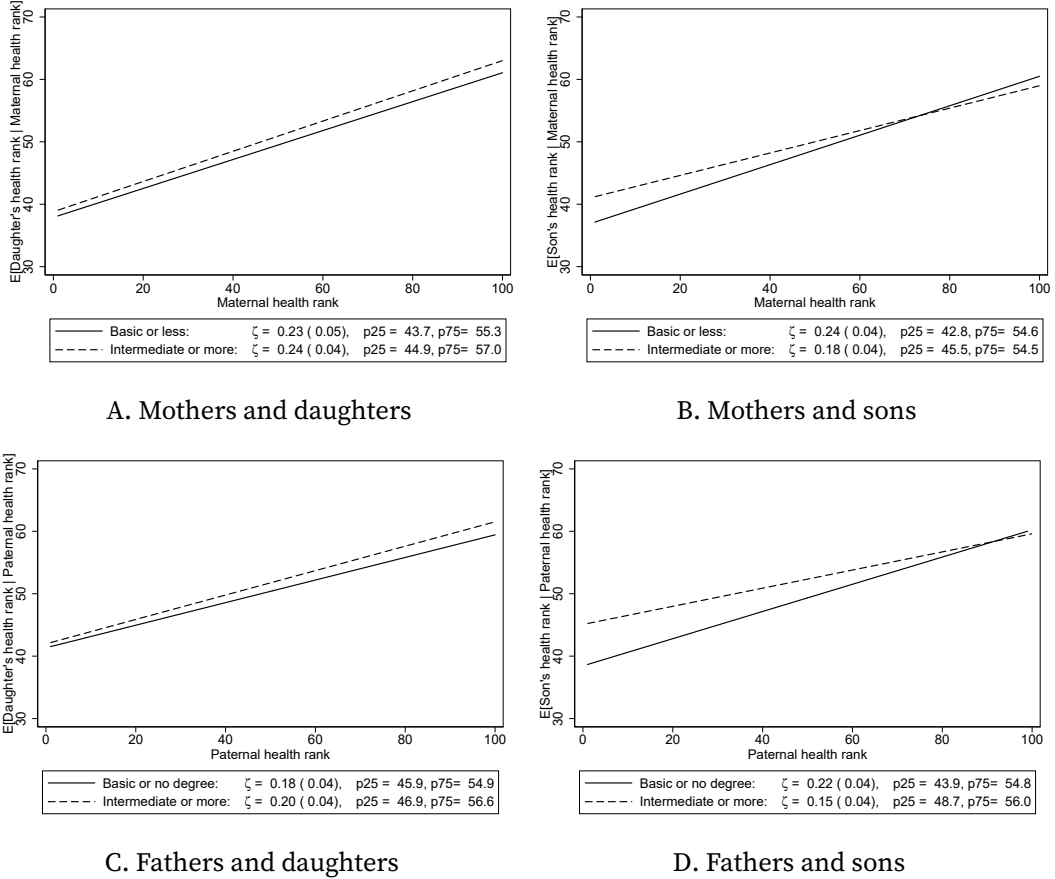 E[Daughter's health rank | Maternal health rank]
70
60
50
40
30
0 20 40 60 80 100
Maternal health rank
Basic or less: ζ = 0.23 ( 0.05), p25 = 43.7, p75= 55.3
Intermediate or more: ζ = 0.24 ( 0.04), p25 = 44.9, p75= 57.0
A. Mothers and daughters
E[Son's health rank | Maternal health rank]
70
60
50
40
30
0 20 40 60 80 100
Maternal health rank
Basic or less: ζ = 0.24 ( 0.04), p25 = 42.8, p75= 54.6
Intermediate or more: ζ = 0.18 ( 0.04), p25 = 45.5, p75= 54.5
B. Mothers and sons
E[Daughter's health rank | Paternal health rank]
70
60
50
40
30
0 20 40 60 80 100
Paternal health rank
Basic or no degree: ζ = 0.18 ( 0.04), p25 = 45.9, p75= 54.9
Intermediate or more: ζ = 0.20 ( 0.04), p25 = 46.9, p75= 56.6
C. Fathers and daughters
E[Son's health rank | Paternal health rank]
70
60
50
40
30
0 20 40 60 80 100
Paternal health rank
Basic or no degree: ζ = 0.22 ( 0.04), p25 = 43.9, p75= 54.8
Intermediate or more: ζ = 0.15 ( 0.04), p25 = 48.7, p75= 56.0
D. Fathers and sons